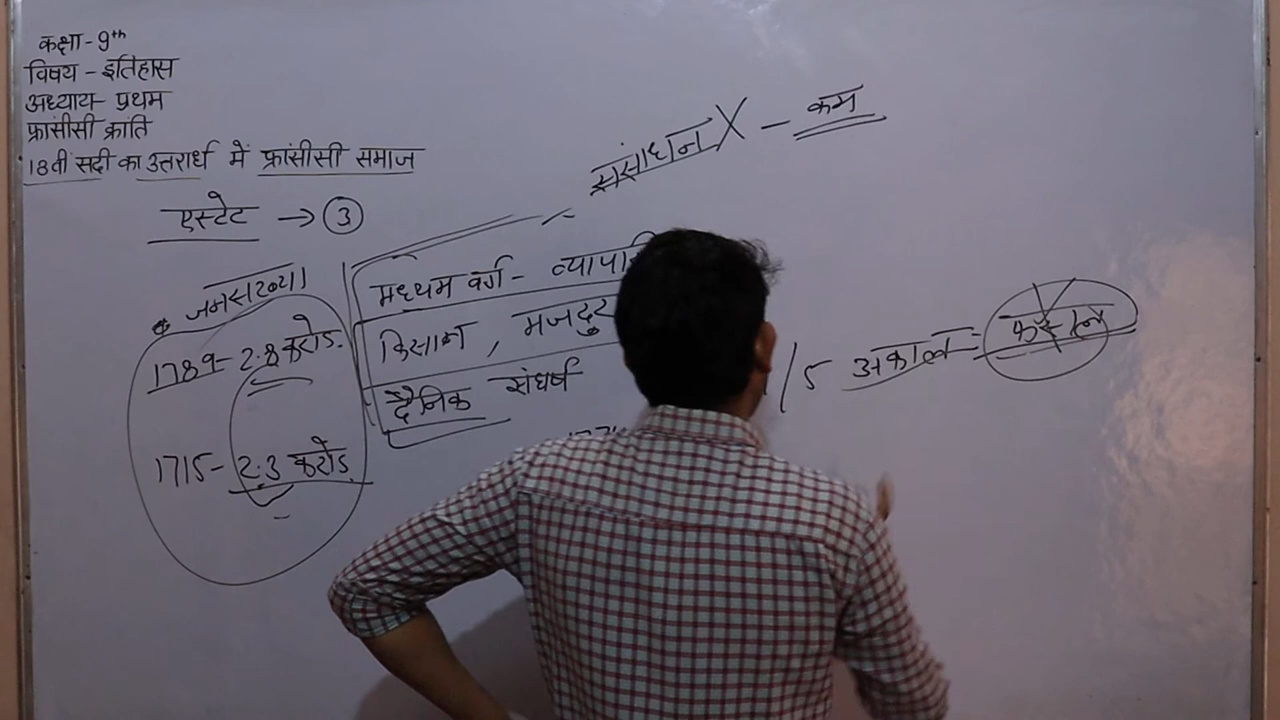 कक्षा - 9th
विषय - इतिहास
अध्याय - प्रथम
फ्रांसीसी क्रांति
18वी सदी का उत्तरार्ध में फ्रांसीसी समाज
एस्टेट → 3
संसाधन X - कम
जनसंख्या
1789 - 2.8 करोड़.
1715 - 2.3 करोड़.
मध्यम वर्ग -
किसान, मजदुर
दैनिक संघर्ष
5 अकाल =